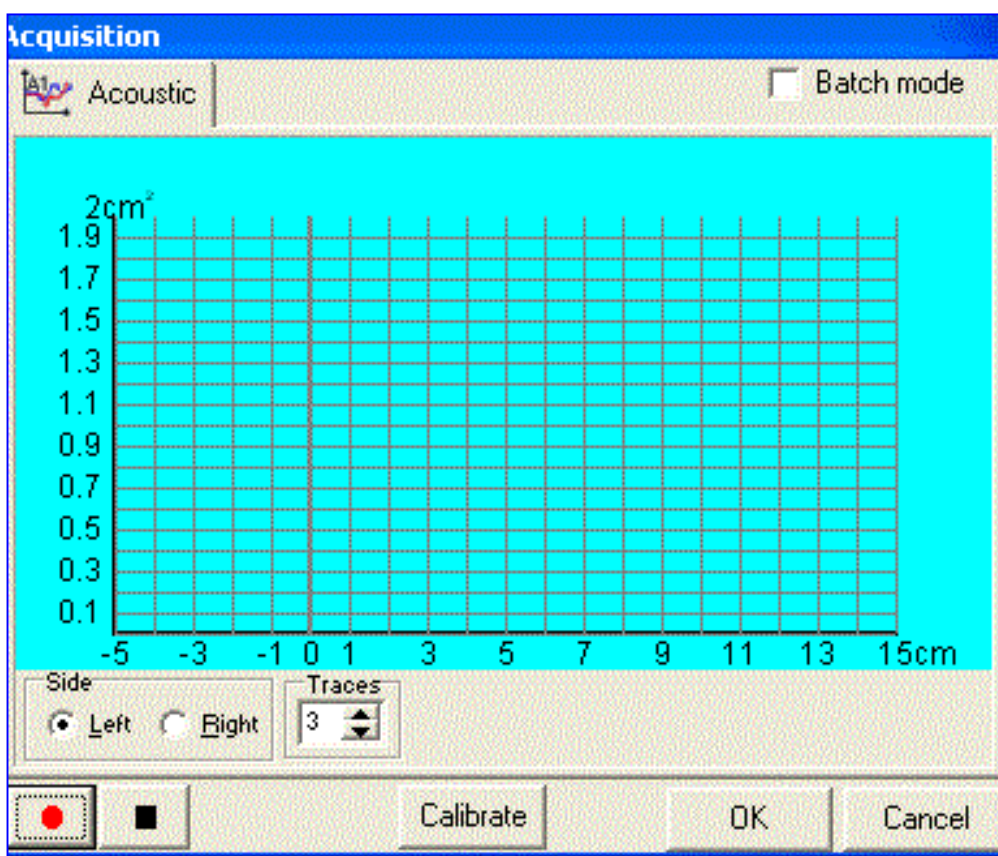 Acquisition
A1 Acoustic
Batch mode
2cm²
1.9
1.7
1.5
1.3
1.1
0.9
0.7
0.5
0.3
0.1
-5 -3 -1 0 1 3 5 7 9 11 13 15cm
Side
Left Right
Traces
3
Calibrate OK Cancel